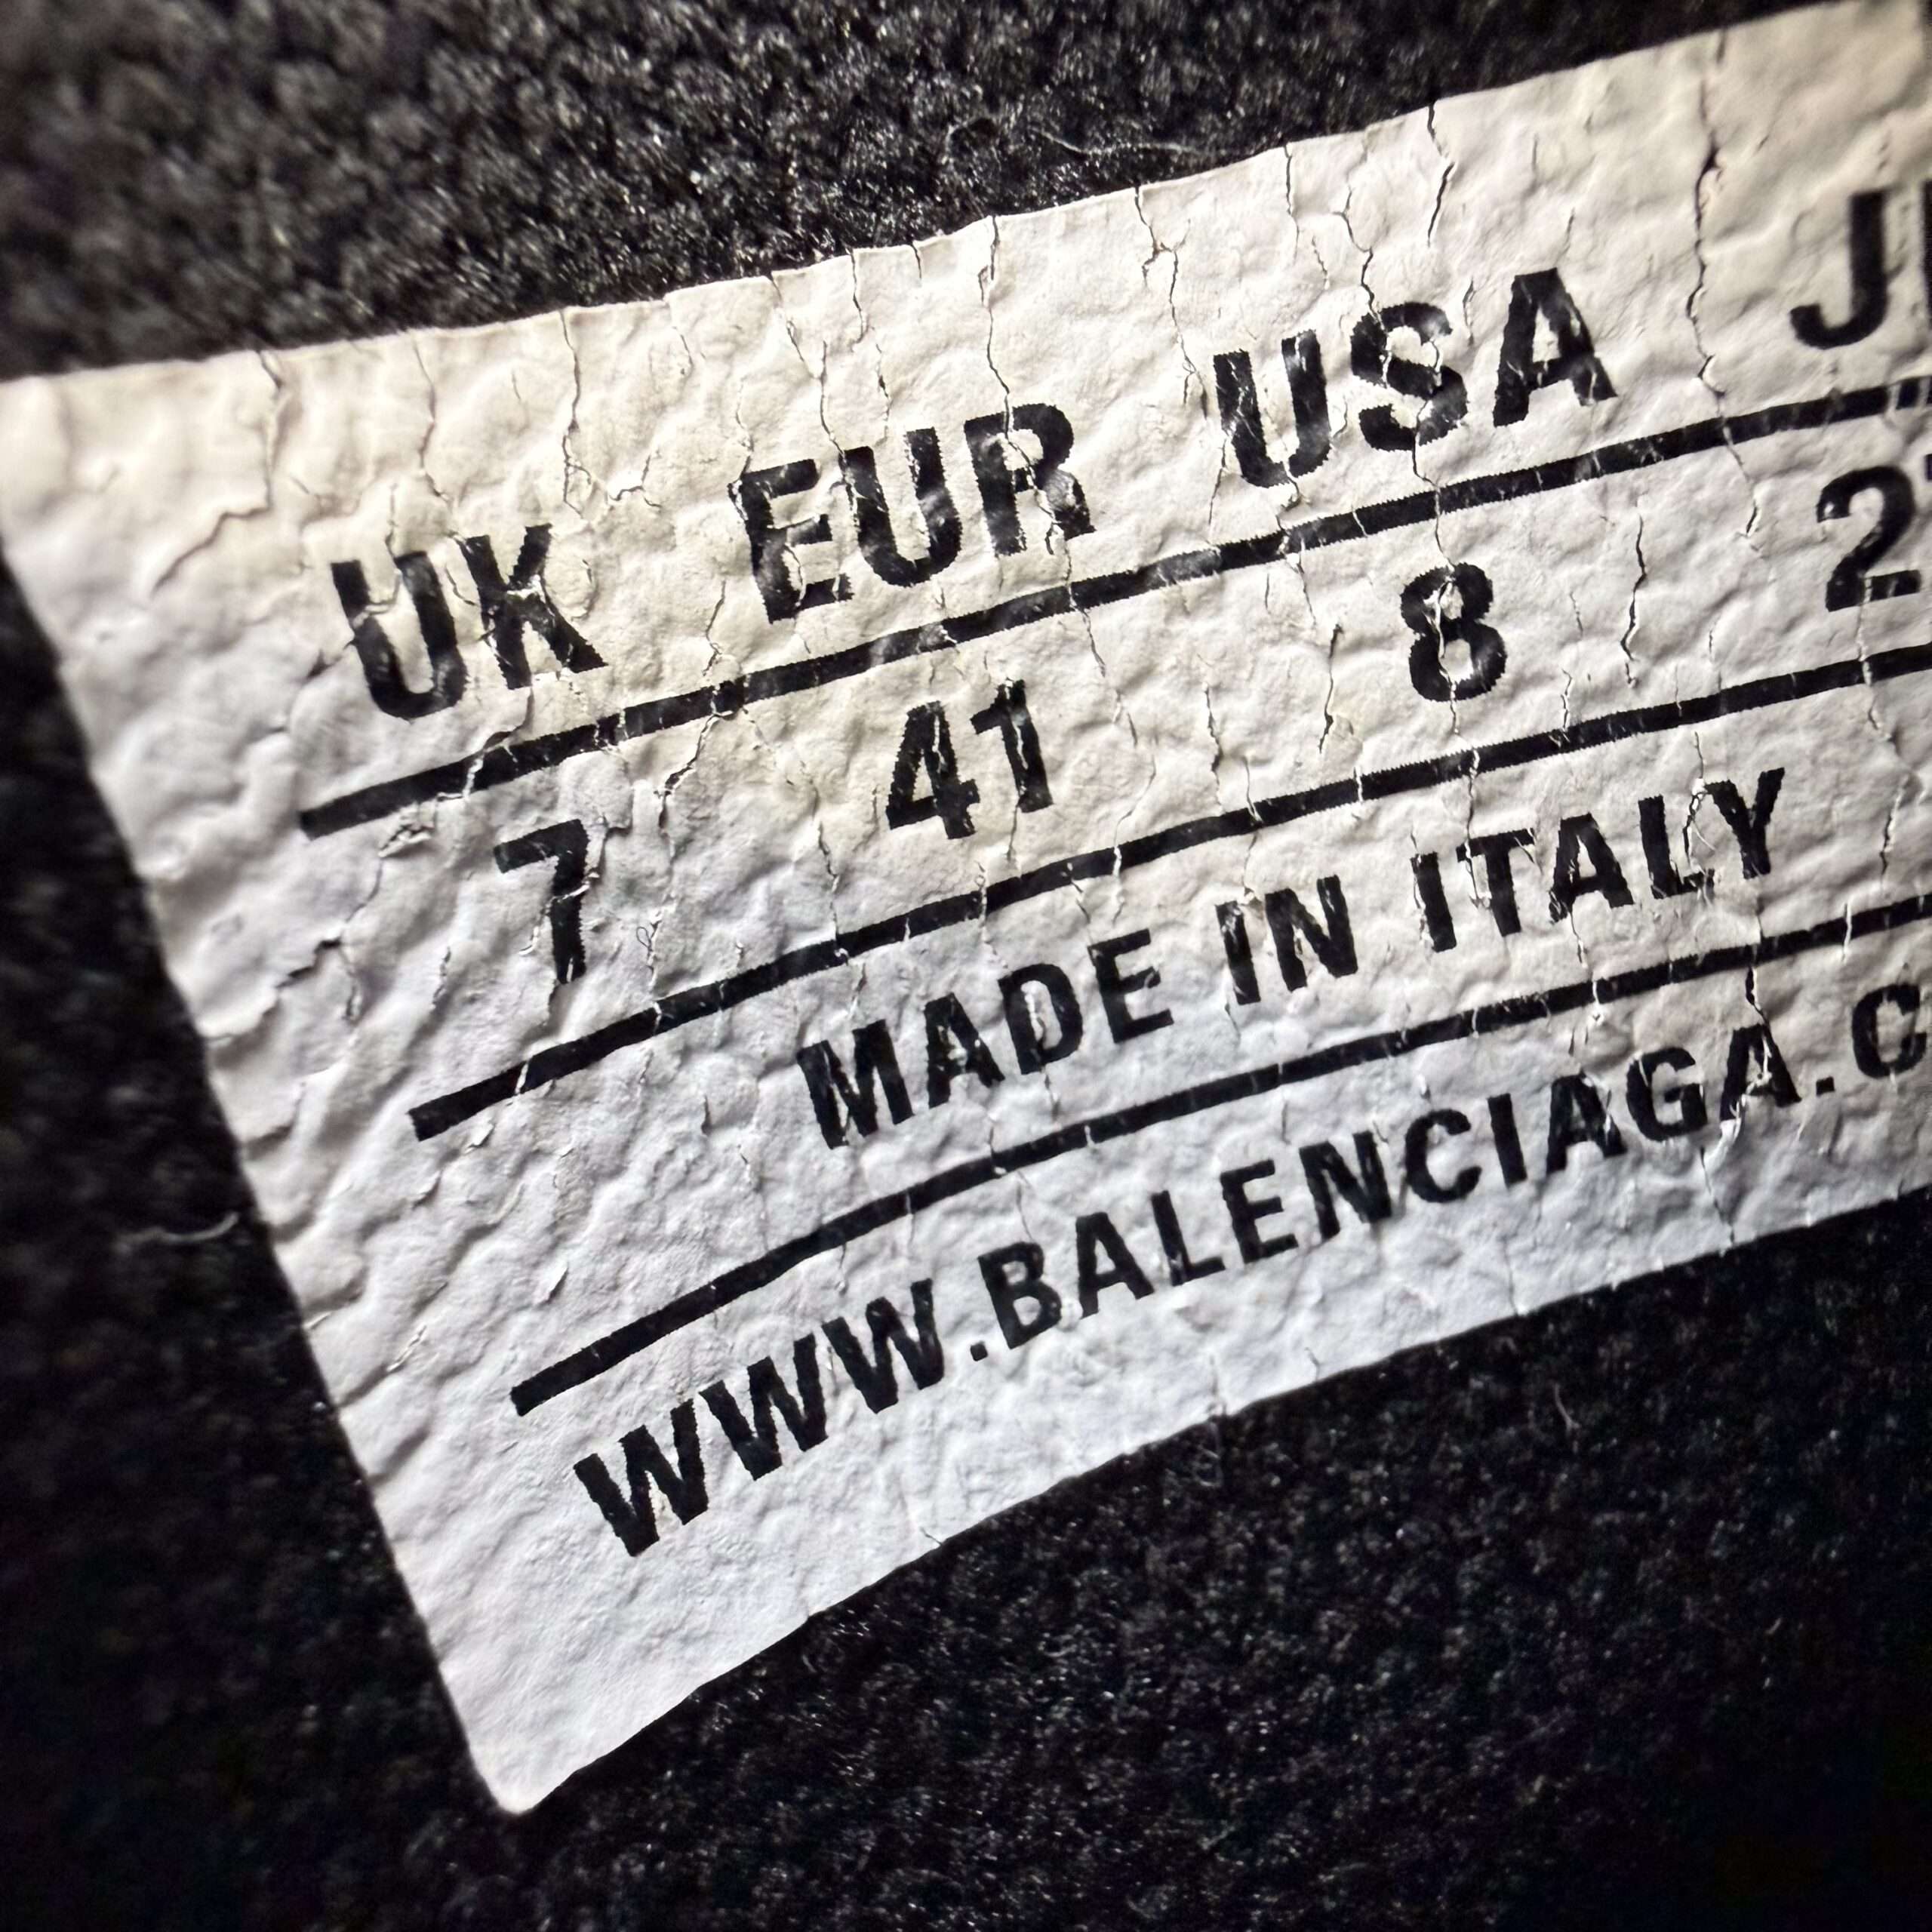 UK EUR USA
7 41 8
MADE IN ITALY
WWW.BALENCIAGA.C